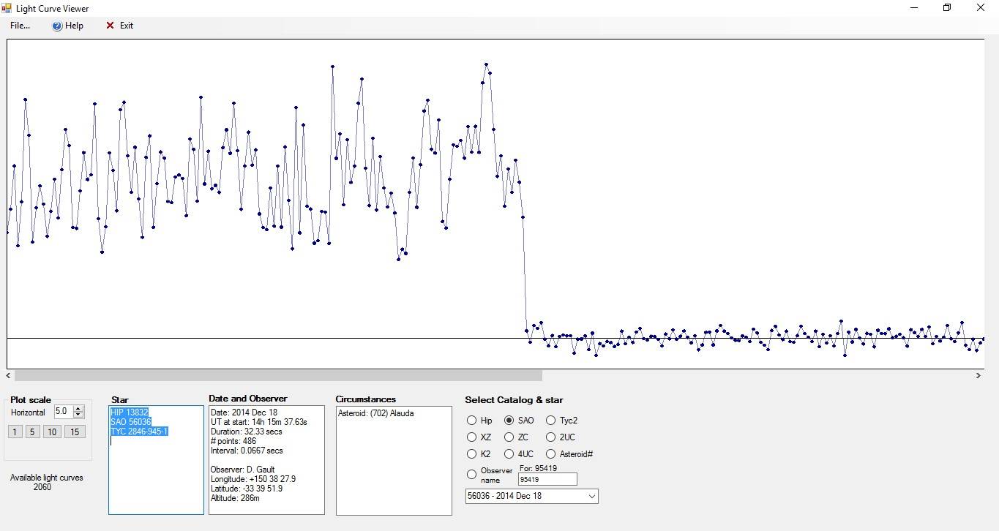 Light Curve Viewer
File... Help Exit
Plot scale
Horizontal 5.0
1 5 10 15
Available light curves
2060
Star
HIP 13832
SAO 56036
TYC 2846-945-1
Date and Observer
Date: 2014 Dec 18
UT at start: 14h 15m 37.63s
Duration: 32.33 secs
# points: 486
Interval: 0.0667 secs
Observer: D. Gault
Longitude: +150 38 27.9
Latitude: -33 39 51.9
Altitude: 286m
Circumstances
Asteroid: (702) Alauda
Select Catalog & star
Hip SAO Tyc2
XZ ZC 2UC
K2 4UC Asteroid#
Observer name For: 95419
95419
56036 - 2014 Dec 18